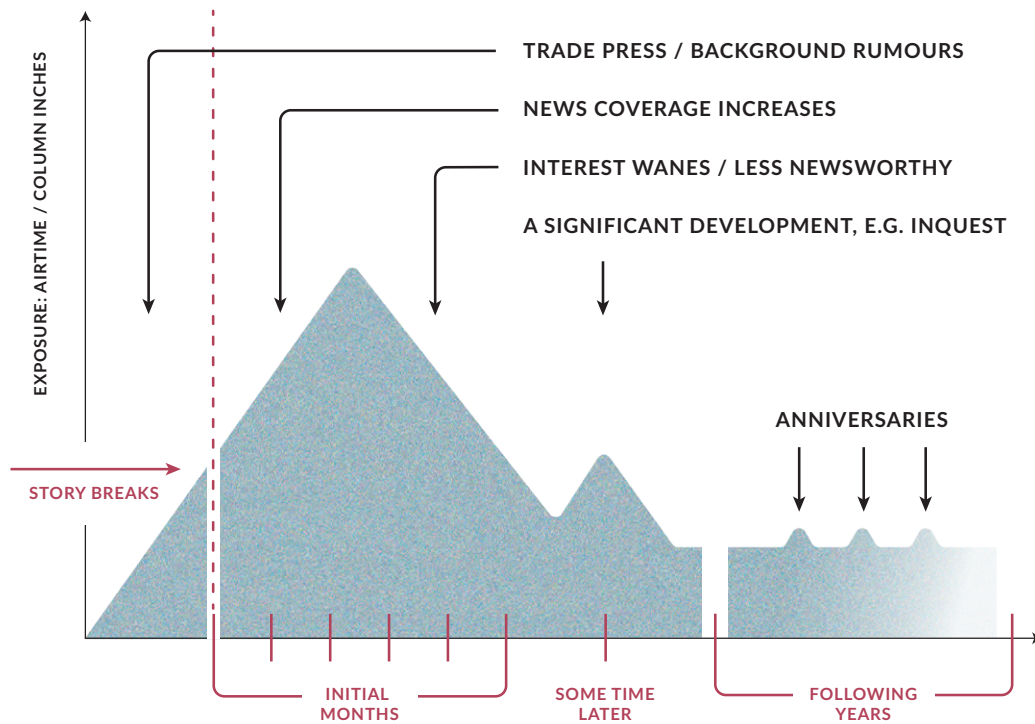 TRADE PRESS / BACKGROUND RUMOURS
NEWS COVERAGE INCREASES
INTEREST WANES / LESS NEWSWORTHY
A SIGNIFICANT DEVELOPMENT, E.G. INQUEST
EXPOSURE: AIRTIME / COLUMN INCHES
ANNIVERSARIES
STORY BREAKS
INITIAL
MONTHS
SOME TIME
LATER
FOLLOWING
YEARS